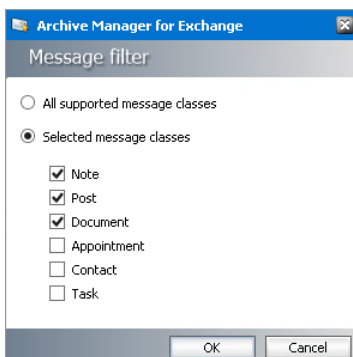 Archive Manager for Exchange
Message filter
All supported message classes
Selected message classes
Note
Post
Document
Appointment
Contact
Task
OK Cancel